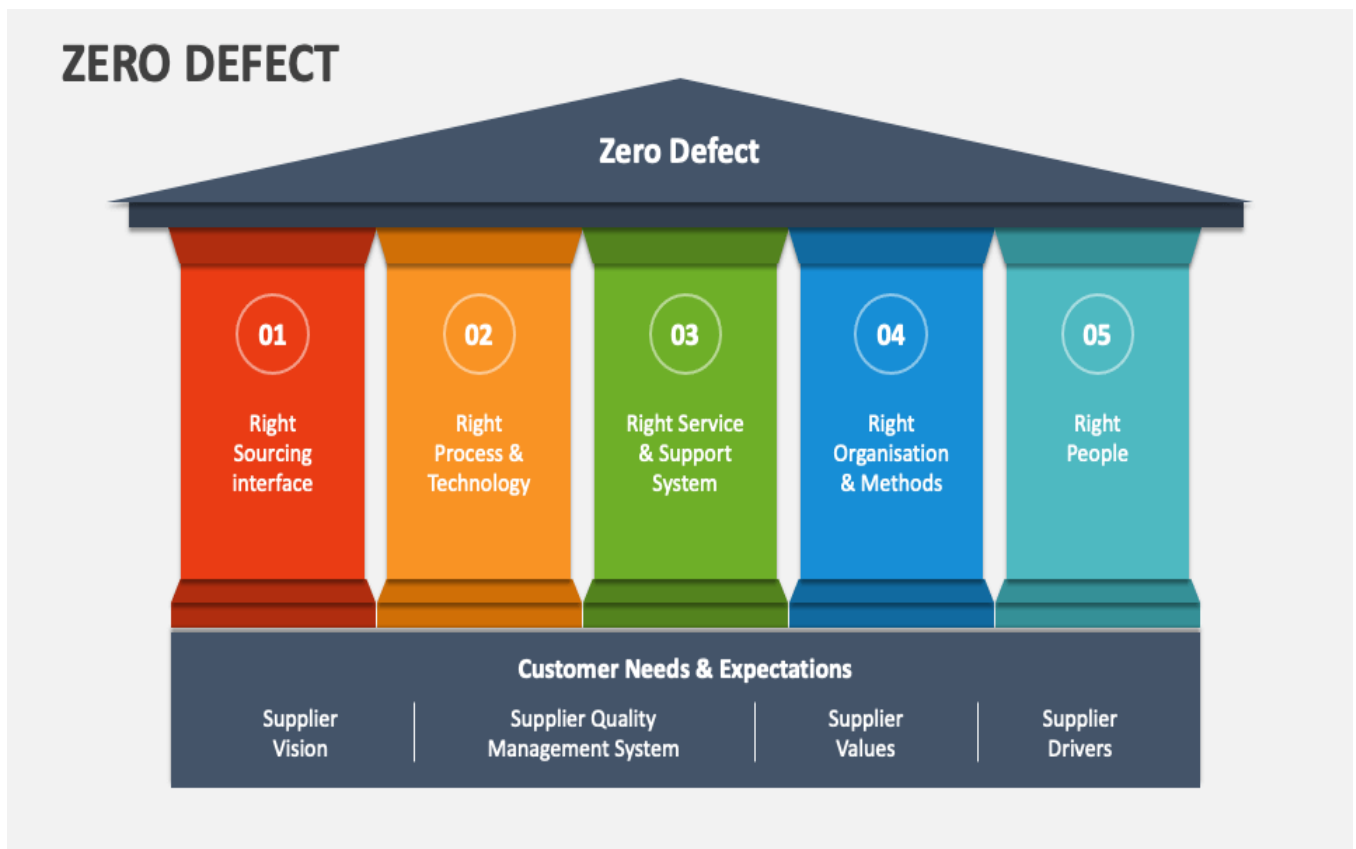 ZERO DEFECT
Zero Defect
01
Right
Sourcing
interface
02
Right
Process &
Technology
03
Right Service
& Support
System
04
Right
Organisation
& Methods
05
Right
People
Customer Needs & Expectations
Supplier
Vision
Supplier Quality
Management System
Supplier
Values
Supplier
Drivers